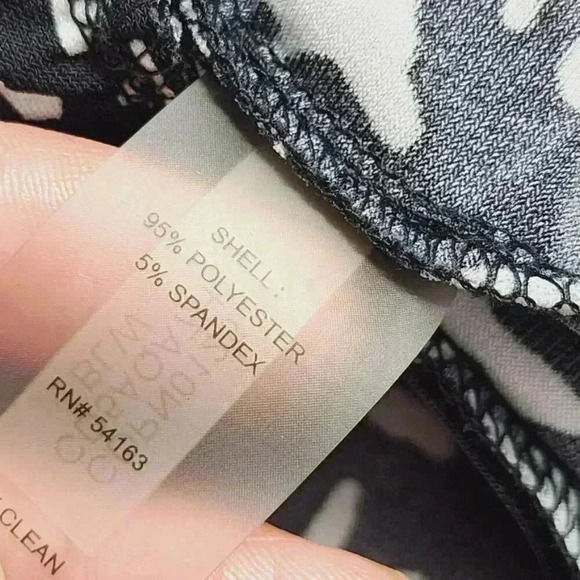 SHELL :
95% POLYESTER
5% SPANDEX
RN# 54163
CLEAN